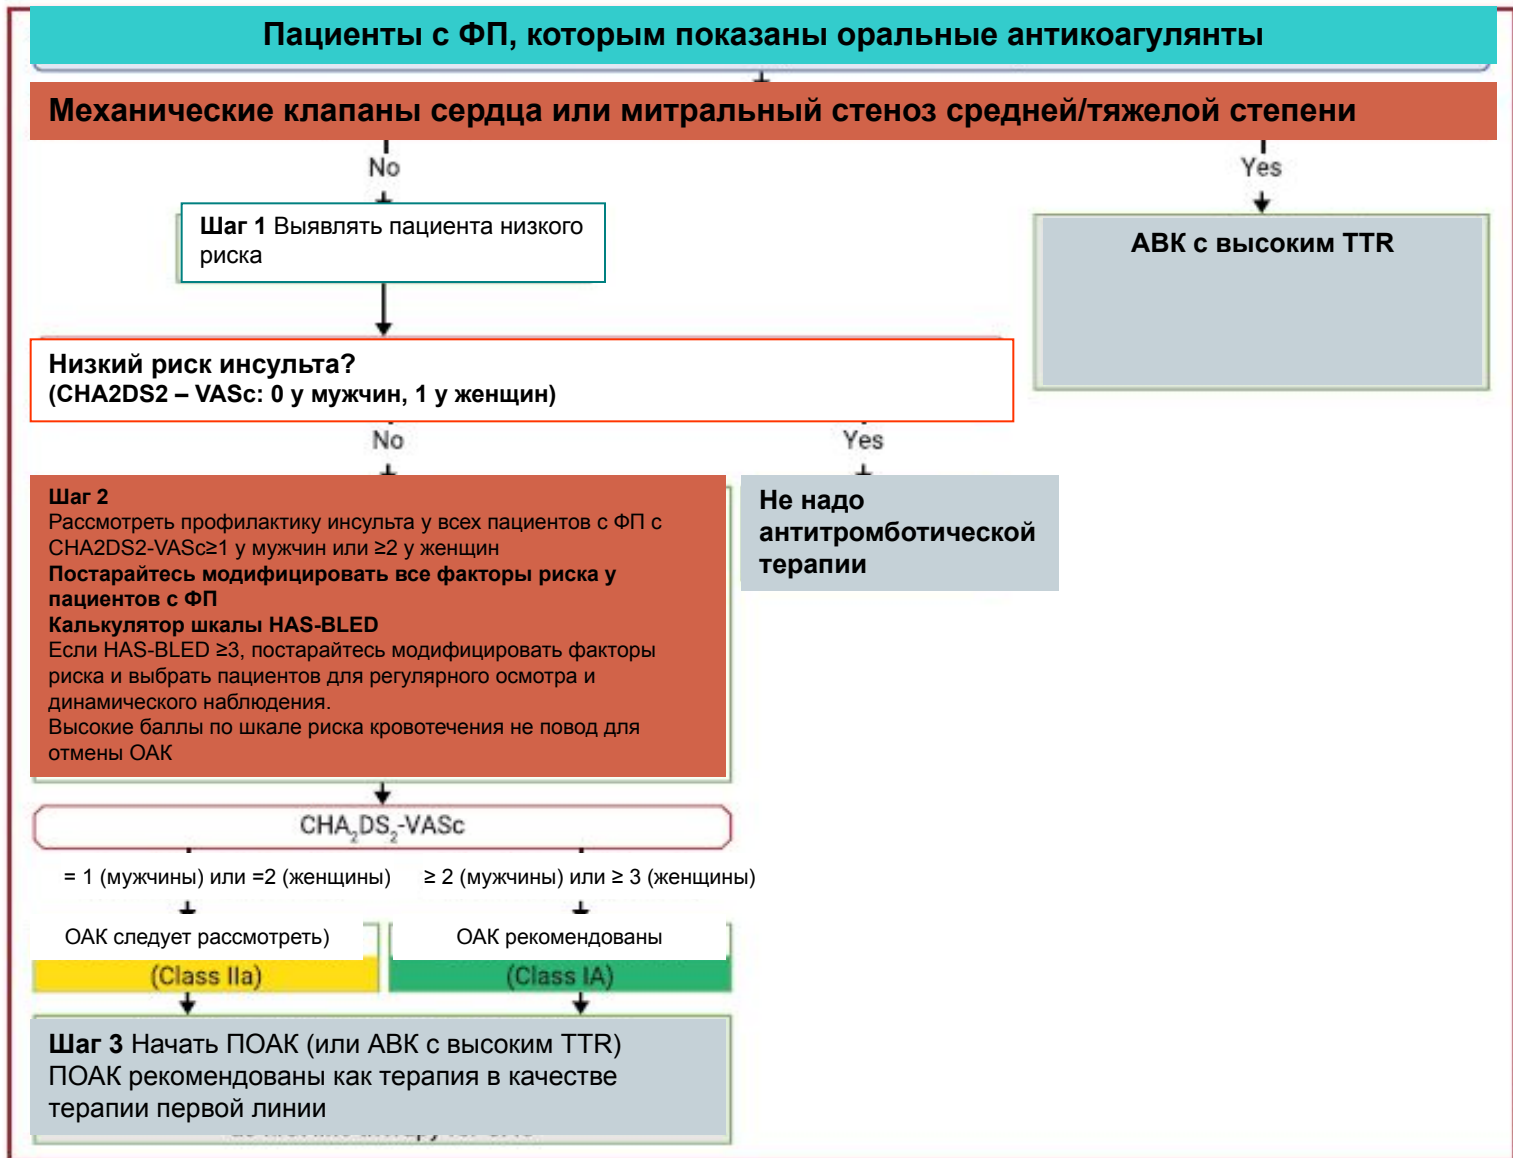 Пациенты с ФП, которым показаны оральные антикоагулянты
Механические клапаны сердца или митральный стеноз средней/тяжелой степени
No
Yes
Шаг 1 Выявлять пациента низкого
риска
АВК с высоким TTR
Низкий риск инсульта?
(CHA2DS2 – VASc: 0 у мужчин, 1 у женщин)
No
Yes
Шаг 2
Рассмотреть профилактику инсульта у всех пациентов с ФП с
CHA2DS2-VASc≥1 у мужчин или ≥2 у женщин
Постарайтесь модифицировать все факторы риска у
пациентов с ФП
Калькулятор шкалы HAS-BLED
Если HAS-BLED ≥3, постарайтесь модифицировать факторы
риска и выбрать пациентов для регулярного осмотра и
динамического наблюдения.
Высокие баллы по шкале риска кровотечения не повод для
отмены ОАК
Не надо
антитромботической
терапии
CHA₂DS₂-VASc
= 1 (мужчины) или =2 (женщины)
≥ 2 (мужчины) или ≥ 3 (женщины)
ОАК следует рассмотреть)
(Class IIa)
ОАК рекомендованы
(Class IA)
Шаг 3 Начать ПОАК (или АВК с высоким TTR)
ПОАК рекомендованы как терапия в качестве
терапии первой линии